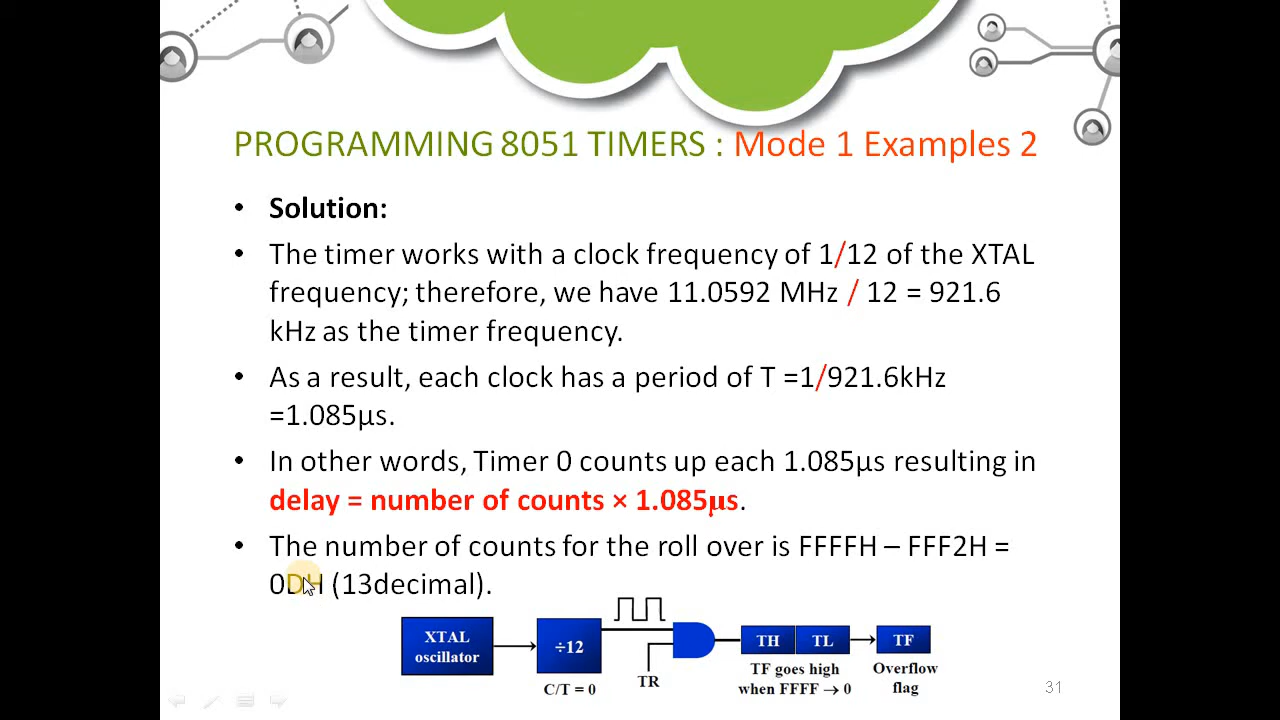 PROGRAMMING 8051 TIMERS : Mode 1 Examples 2
• Solution:
• The timer works with a clock frequency of 1/12 of the XTAL
frequency; therefore, we have 11.0592 MHz / 12 = 921.6
kHz as the timer frequency.
• As a result, each clock has a period of T =1/921.6kHz
=1.085μs.
• In other words, Timer 0 counts up each 1.085μs resulting in
delay = number of counts × 1.085μs.
• The number of counts for the roll over is FFFFH – FFF2H =
0DH (13decimal).
XTAL
oscillator
÷12
C/T = 0
TR
TH
TL
TF
TF goes high
when FFFF → 0
Overflow
flag
31